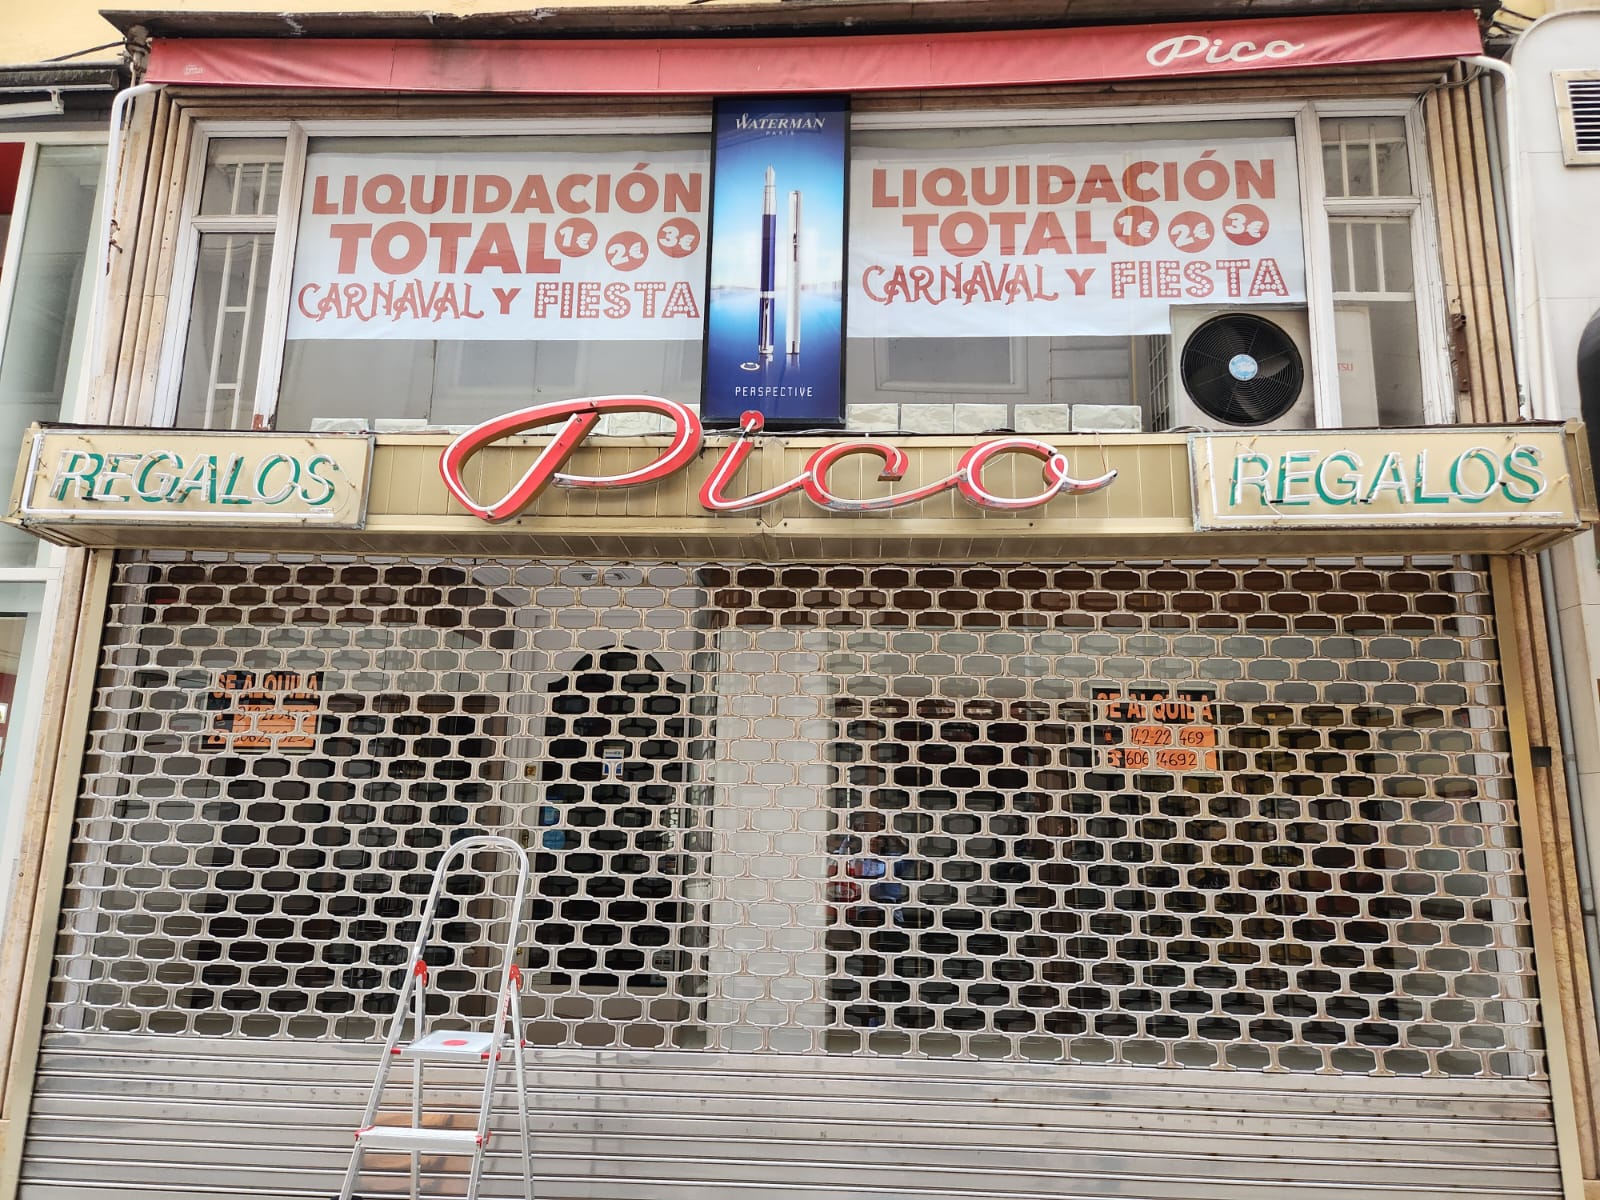 Pico
LIQUIDACIÓN
TOTAL 1€ 2€ 3€
CARNAVAL Y FIESTA
WATERMAN
PARIS
PERSPECTIVE
LIQUIDACIÓN
TOTAL 1€ 2€ 3€
CARNAVAL Y FIESTA
REGALOS
Pico
REGALOS
SE ALQUILA
SE ALQUILA